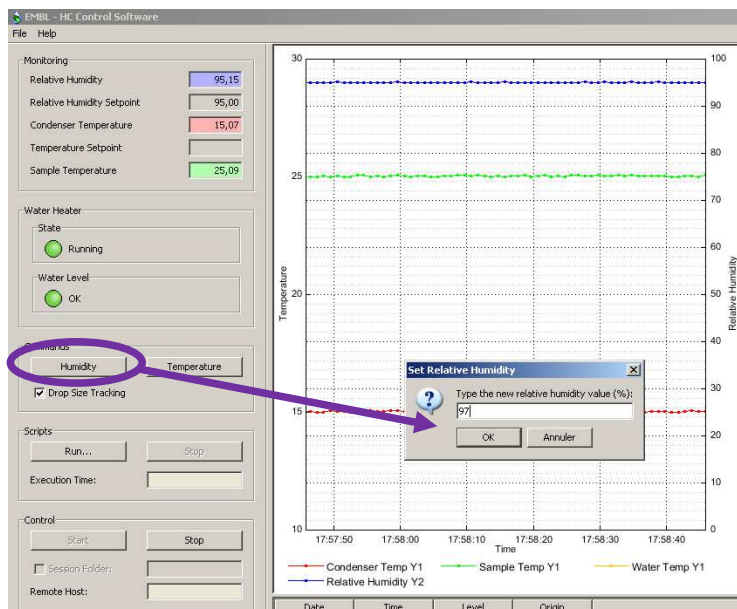 EMBL - HC Control Software
File Help
Monitoring
Relative Humidity 95,15
Relative Humidity Setpoint 95,00
Condenser Temperature 15,07
Temperature Setpoint
Sample Temperature 25,09
Water Heater
State
Running
Water Level
OK
Commands
Humidity Temperature
Drop Size Tracking
Scripts
Run... Stop
Execution Time:
Control
Start Stop
Session Folder:
Remote Host:
30
25
20
15
10
Temperature
100
90
80
70
60
50
40
30
20
10
0
Relative Humidity
17:57:50 17:58:00 17:58:10 17:58:20 17:58:30 17:58:40
Time
Condenser Temp Y1 Sample Temp Y1 Water Temp Y1
Relative Humidity Y2
Set Relative Humidity
Type the new relative humidity value (%):
97
OK Annuler
Date Time Level Origin